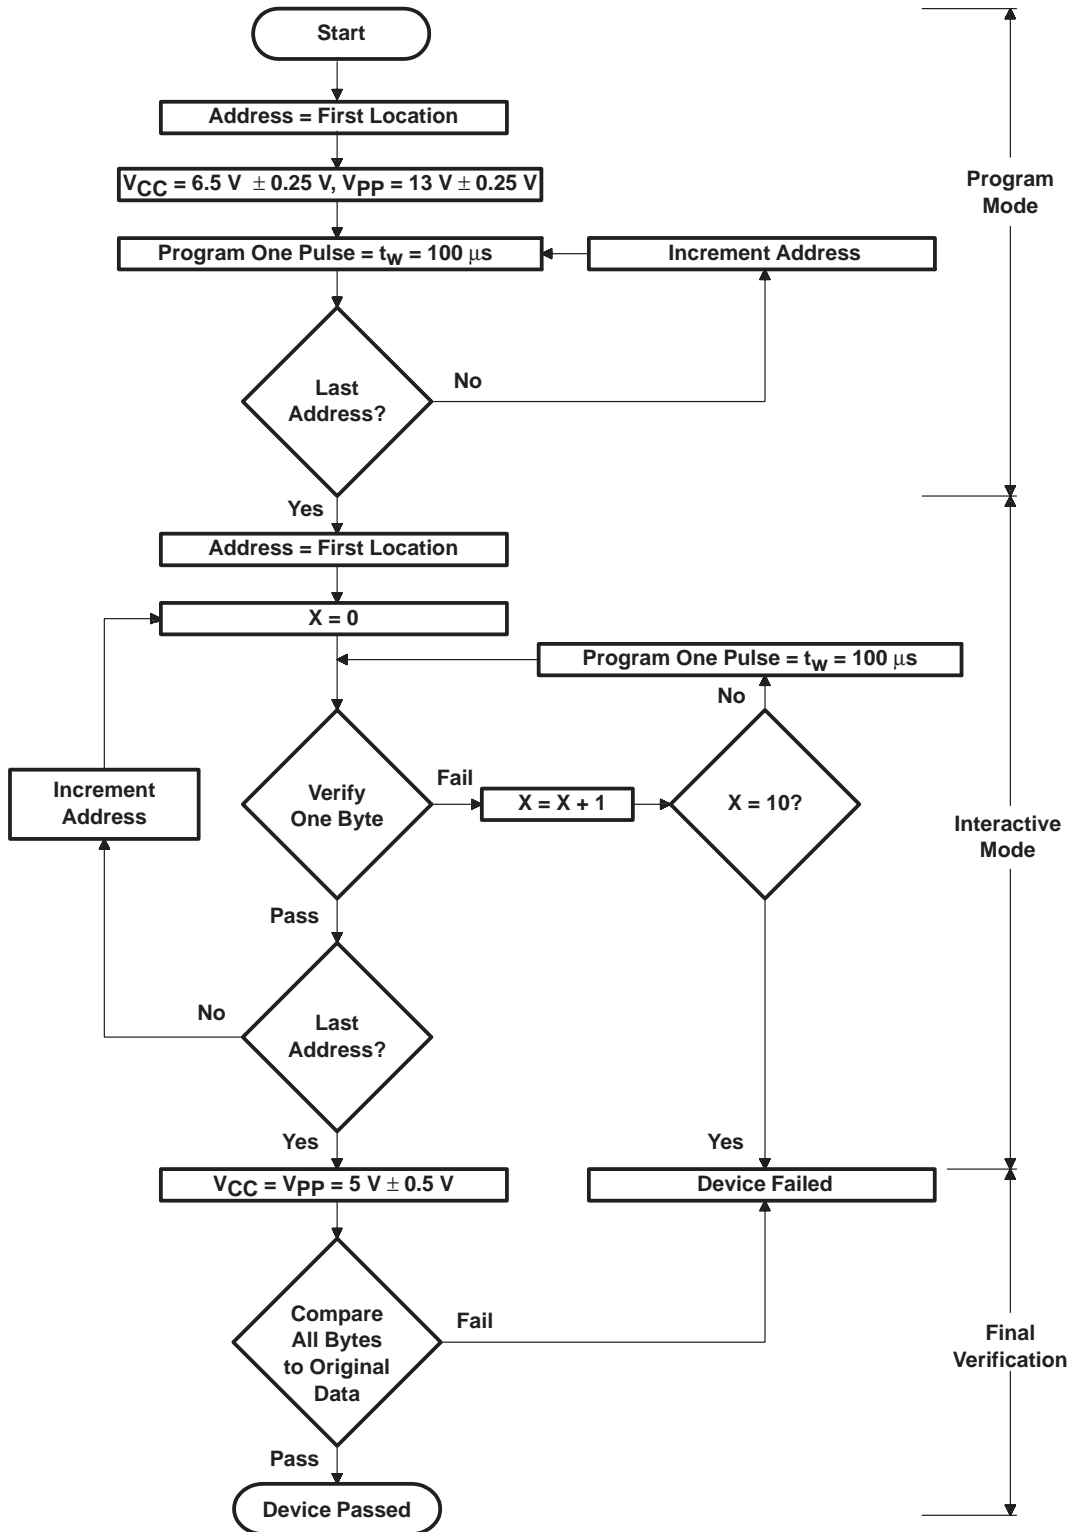 Start
Address = First Location
VCC = 6.5 V ± 0.25 V, VPP = 13 V ± 0.25 V
Program
Mode
Program One Pulse = tW = 100 μs
Increment Address
Last
Address?
No
Yes
Address = First Location
X = 0
Program One Pulse = tW = 100 μs
No
Increment
Address
Verify
One Byte
Fail
X = X + 1
X = 10?
Interactive
Mode
Pass
No
Last
Address?
Yes
Yes
VCC = VPP = 5 V ± 0.5 V
Device Failed
Compare
All Bytes
to Original
Data
Fail
Final
Verification
Pass
Device Passed